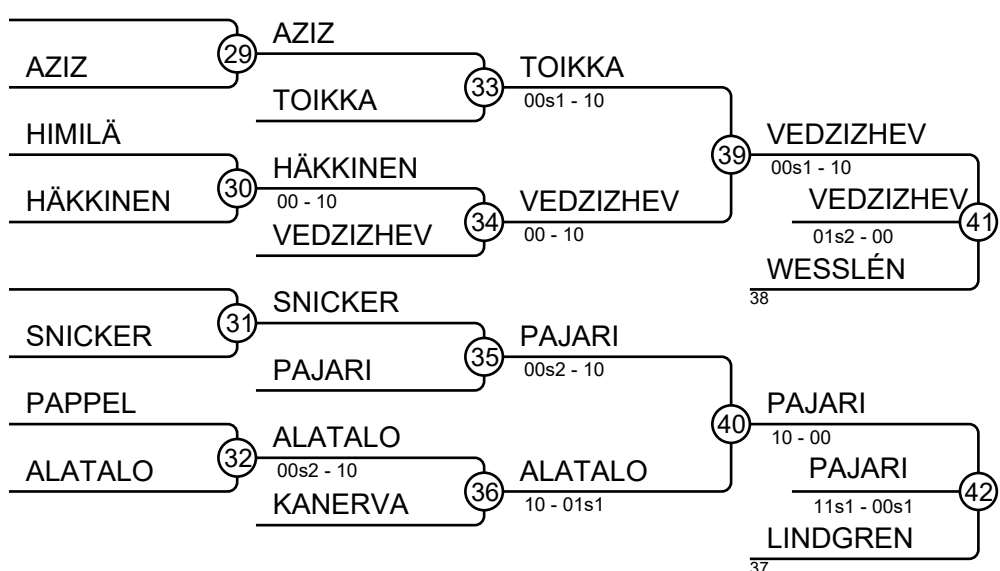 AZIZ
29
AZIZ
TOIKKA
33
TOIKKA
00s1 - 10
HIMILÄ
HÄKKINEN
30
HÄKKINEN
00 - 10
VEDZIZHEV
34
VEDZIZHEV
00 - 10
39
VEDZIZHEV
00s1 - 10
VEDZIZHEV
01s2 - 00
41
WESSLÉN
38
SNICKER
31
SNICKER
PAJARI
35
PAJARI
00s2 - 10
PAPPEL
ALATALO
32
ALATALO
00s2 - 10
KANERVA
36
ALATALO
10 - 01s1
40
PAJARI
10 - 00
PAJARI
11s1 - 00s1
42
LINDGREN
37